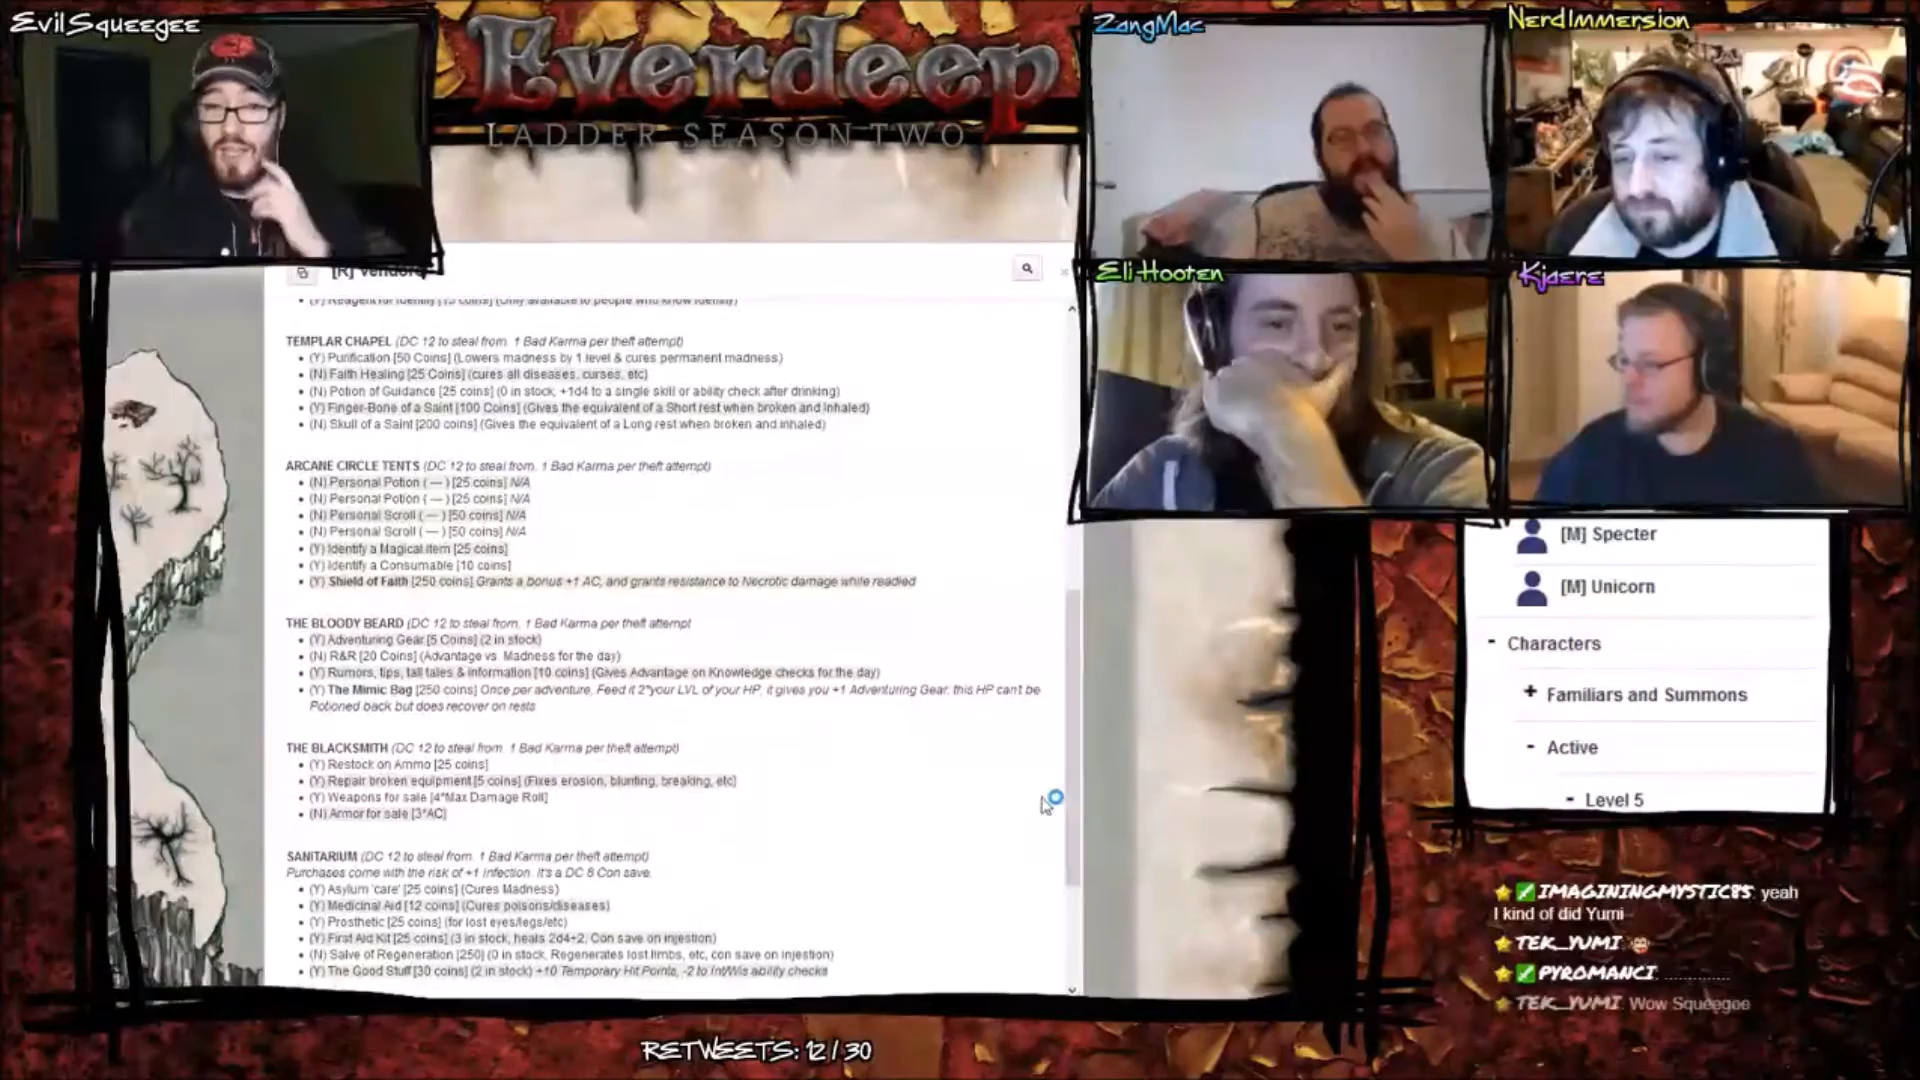 EvilSqueegee
Everdeep
LADDER SEASON TWO
ZangMac
NerdImmersion
Eli Hooten
Kjaere
[R] Vendors
(Y) Reagent for Identify [15 coins] (Only available to people who know Identify)
TEMPLAR CHAPEL (DC 12 to steal from. 1 Bad Karma per theft attempt)
(Y) Purification [50 Coins] (Lowers madness by 1 level & cures permanent madness)
(N) Faith Healing [25 Coins] (cures all diseases, curses, etc)
(N) Potion of Guidance [25 coins] (0 in stock, +1d4 to a single skill or ability check after drinking)
(Y) Finger-Bone of a Saint [100 Coins] (Gives the equivalent of a Short rest when broken and inhaled)
(N) Skull of a Saint [200 coins] (Gives the equivalent of a Long rest when broken and inhaled)
ARCANE CIRCLE TENTS (DC 12 to steal from. 1 Bad Karma per theft attempt)
(N) Personal Potion ( — ) [25 coins] N/A
(N) Personal Potion ( — ) [25 coins] N/A
(N) Personal Scroll ( — ) [50 coins] N/A
(N) Personal Scroll ( — ) [50 coins] N/A
(Y) Identify a Magical Item [25 coins]
(Y) Identify a Consumable [10 coins]
(Y) Shield of Faith [250 coins] Grants a bonus +1 AC, and grants resistance to Necrotic damage while readied
THE BLOODY BEARD (DC 12 to steal from. 1 Bad Karma per theft attempt
(Y) Adventuring Gear [5 Coins] (2 in stock)
(N) R&R [20 Coins] (Advantage vs. Madness for the day)
(Y) Rumors, tips, tall tales & information [10 coins] (Gives Advantage on Knowledge checks for the day)
(Y) The Mimic Bag [250 coins] Once per adventure, Feed it 2*your LVL of your HP, it gives you +1 Adventuring Gear. this HP can't be
Potioned back but does recover on rests
THE BLACKSMITH (DC 12 to steal from. 1 Bad Karma per theft attempt)
(Y) Restock on Ammo [25 coins]
(Y) Repair broken equipment [5 coins] (Fixes erosion, blunting, breaking, etc)
(Y) Weapons for sale [4*Max Damage Roll]
(N) Armor for sale [3*AC]
SANITARIUM (DC 12 to steal from. 1 Bad Karma per theft attempt)
Purchases come with the risk of +1 Infection. It's a DC 8 Con save.
(Y) Asylum 'care' [25 coins] (Cures Madness)
(Y) Medicinal Aid [12 coins] (Cures poisons/diseases)
(Y) Prosthetic [25 coins] (for lost eyes/legs/etc)
(Y) First Aid Kit [25 coins] (3 in stock, heals 2d4+2, Con save on injestion)
(N) Salve of Regeneration [250] (0 in stock, Regenerates lost limbs, etc, con save on injestion)
(Y) The Good Stuff [30 coins] (2 in stock) +10 Temporary Hit Points, -2 to Int/Wis ability checks
[M] Specter
[M] Unicorn
- Characters
+ Familiars and Summons
- Active
- Level 5
IMAGININGMYSTIC85: yeah
I kind of did Yumi
TEK_YUMI:
PYROMANCI: ...............
TEK_YUMI: Wow Squeegee
RETWEETS: 12 / 30